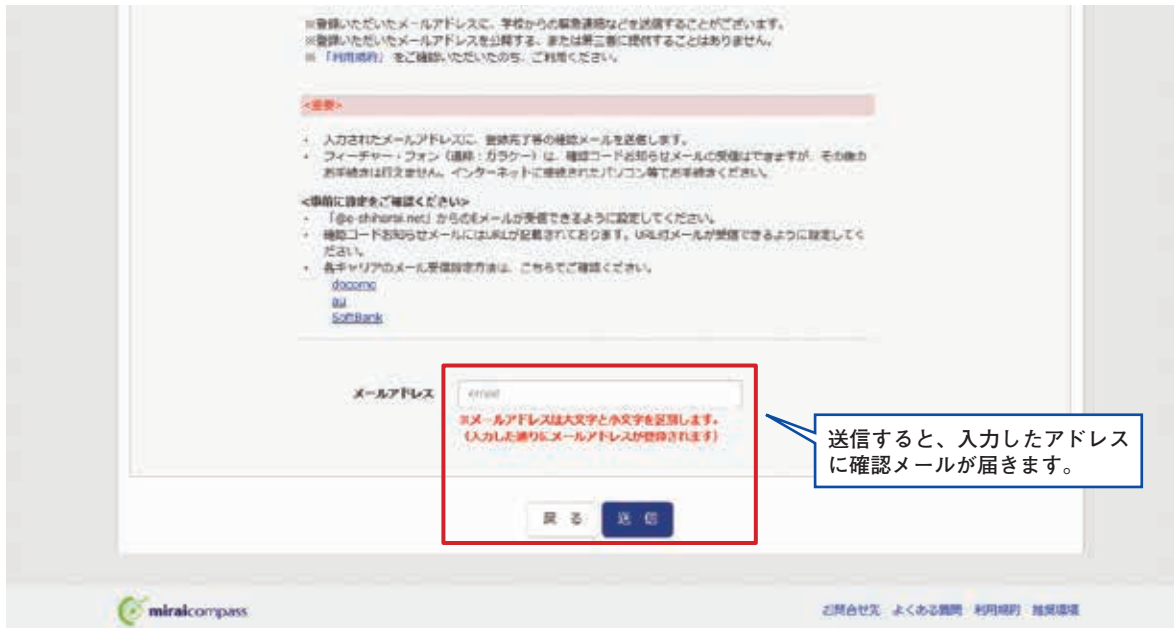 ※登録いただいたメールアドレスに、学校からの緊急連絡などを送信することがございます。
※登録いただいたメールアドレスを公開する、または第三者に提供することはありません。
※「利用規約」をご確認いただいたのち、ご利用ください。
<重要>
・ 入力されたメールアドレスに、登録完了等の確認メールを送信します。
・ フィーチャー・フォン（通称：ガラケー）は、確認コードお知らせメールの受信はできますが、その後の
お手続きは行えません。インターネットに接続されたパソコン等でお手続きください。
<事前に設定をご確認ください>
・ 「@e-shiharai.net」からのEメールが受信できるように設定してください。
・ 確認コードお知らせメールにはURLが記載されております。URL付メールが受信できるように設定してく
ださい。
・ 各キャリアのメール受信設定方法は、こちらでご確認ください。
docomo
au
SoftBank
メールアドレス email
※メールアドレスは大文字と小文字を区別します。
（入力した通りにメールアドレスが登録されます）
送信すると、入力したアドレス
に確認メールが届きます。
戻る 送信
miraicompass お問合せ先 よくある質問 利用規約 推奨環境